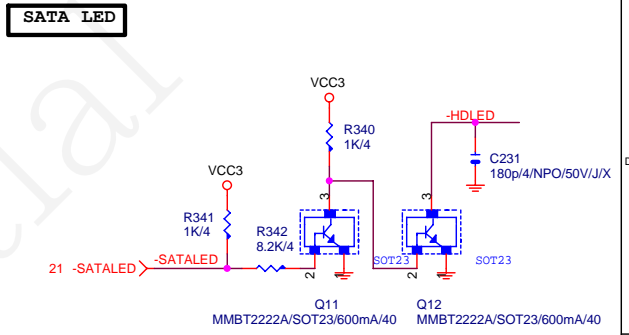 SATA LED
VCC3
-HDLED
R340
1K/4
C231
180p/4/NPO/50V/J/X
VCC3
3
3
R341
1K/4
R342
8.2K/4
SOT23
SOT23
21 -SATALED
-SATALED
2
1
2
1
Q11
MMBT2222A/SOT23/600mA/40
Q12
MMBT2222A/SOT23/600mA/40